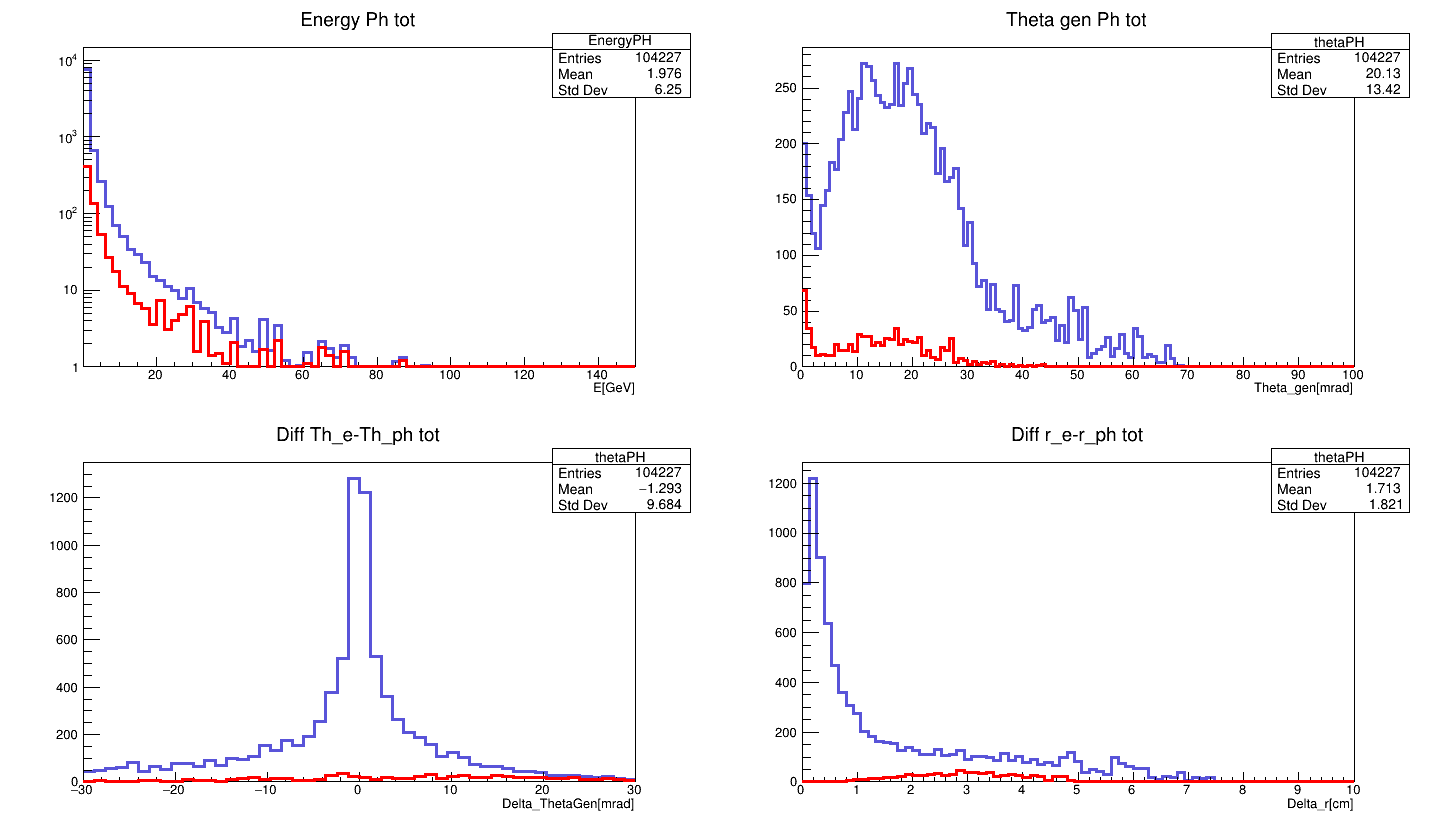 Energy Ph tot
EnergyPH
Entries 104227
Mean 1.976
Std Dev 6.25
10^4
10^3
10^2
10
1
20 40 60 80 100 120 140
E[GeV]
Theta gen Ph tot
thetaPH
Entries 104227
Mean 20.13
Std Dev 13.42
250
200
150
100
50
0
0 10 20 30 40 50 60 70 80 90 100
Theta_gen[mrad]
Diff Th_e-Th_ph tot
thetaPH
Entries 104227
Mean −1.293
Std Dev 9.684
1200
1000
800
600
400
200
0
−30 −20 −10 0 10 20 30
Delta_ThetaGen[mrad]
Diff r_e-r_ph tot
thetaPH
Entries 104227
Mean 1.713
Std Dev 1.821
1200
1000
800
600
400
200
0
0 1 2 3 4 5 6 7 8 9 10
Delta_r[cm]